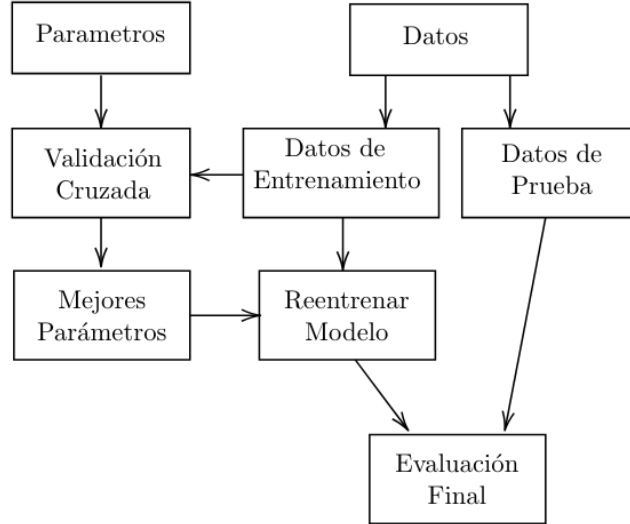 Parametros
Datos
Validación
Cruzada
Datos de
Entrenamiento
Datos de
Prueba
Mejores
Parámetros
Reentrenar
Modelo
Evaluación
Final